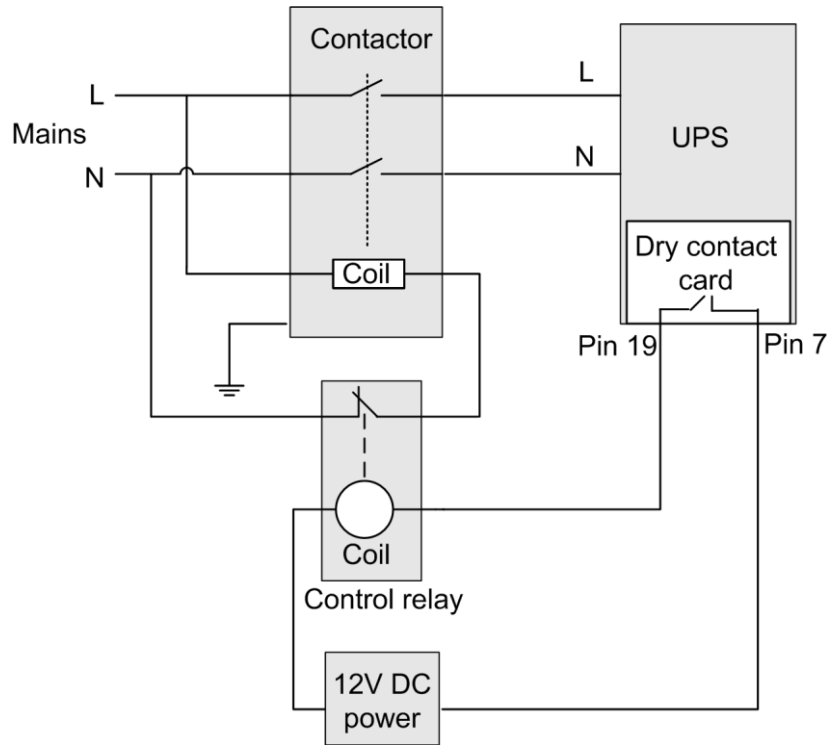 Contactor
L
Mains
N
L
N
UPS
Coil
Dry contact
card
Pin 19
Pin 7
Coil
Control relay
12V DC
power